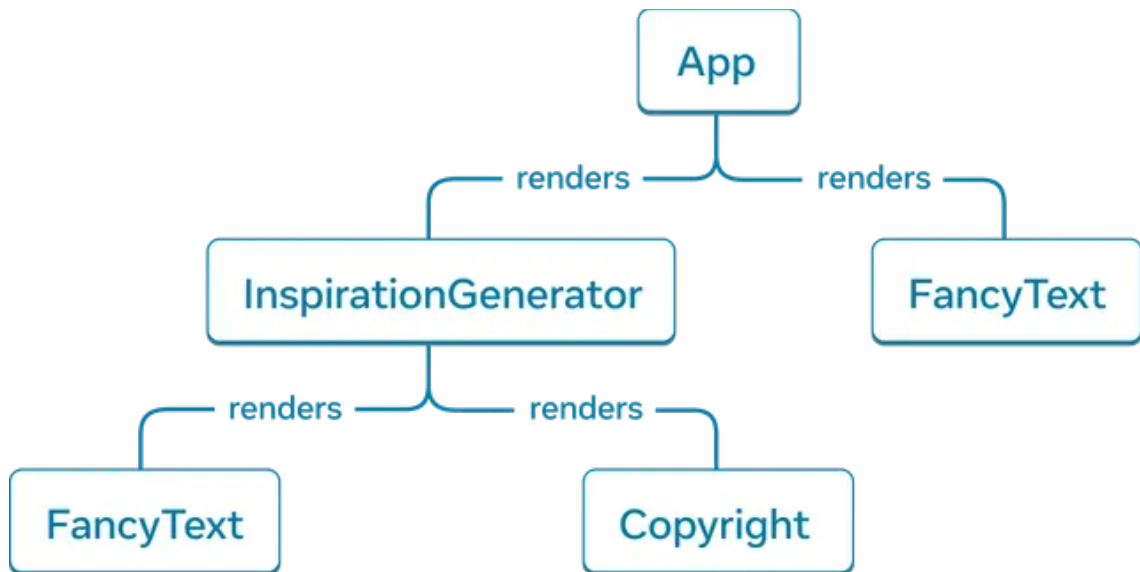 App
renders
renders
InspirationGenerator
FancyText
renders
renders
FancyText
Copyright